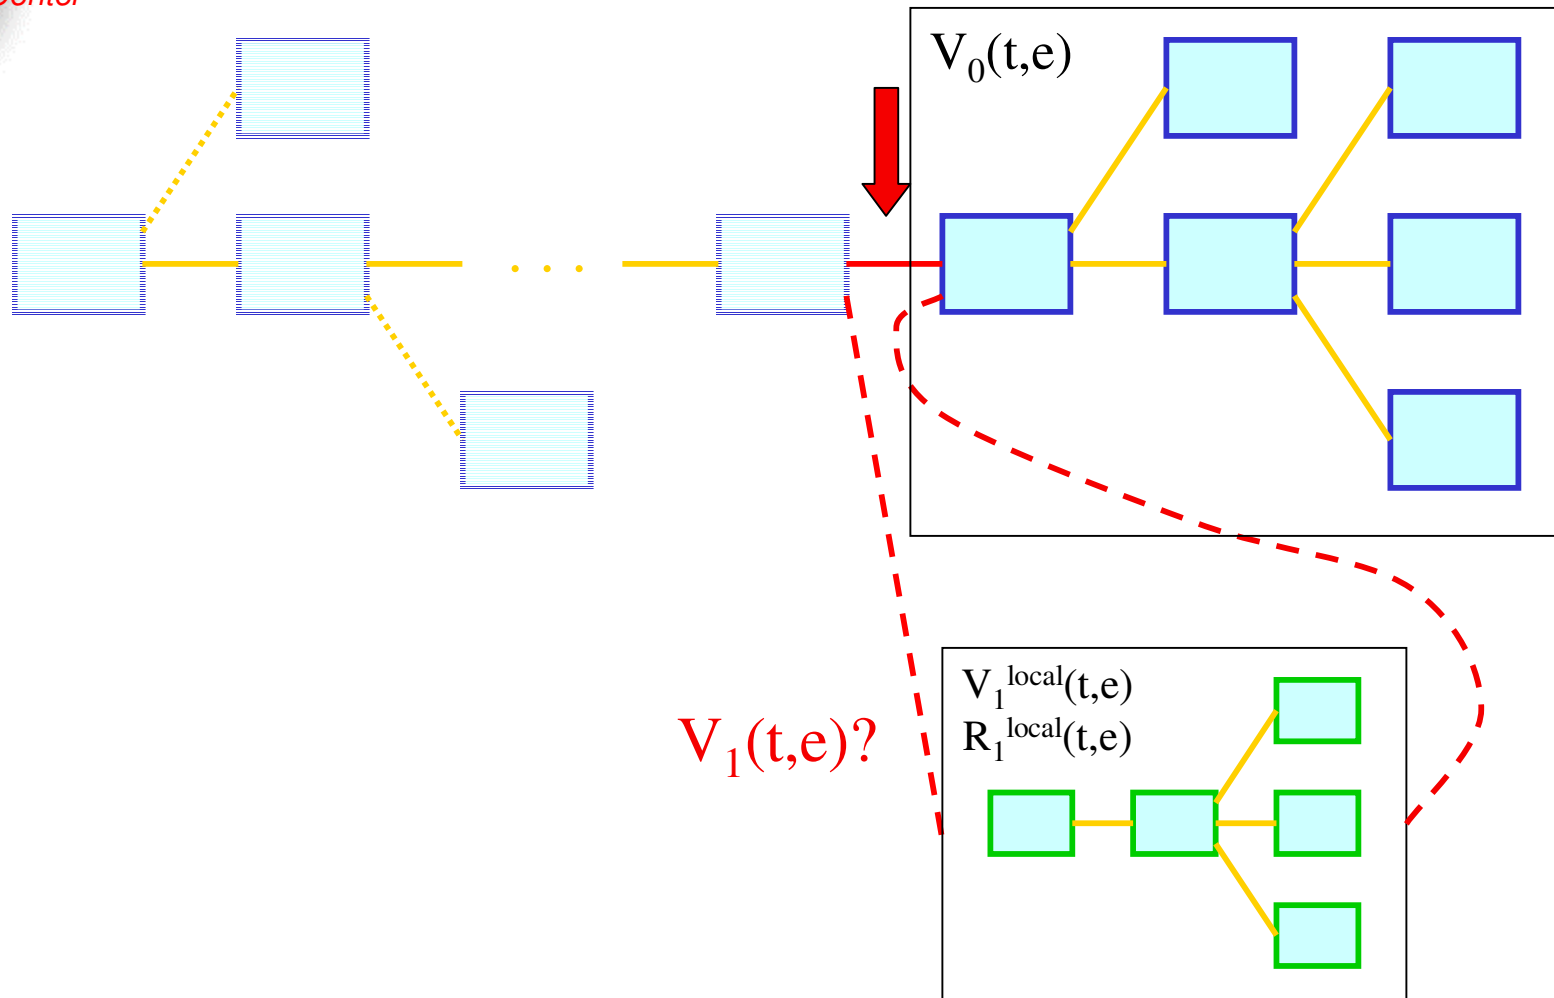 V₀(t,e)
. . .
V₁ˡᵒᶜᵃˡ(t,e)
R₁ˡᵒᶜᵃˡ(t,e)
V₁(t,e)?